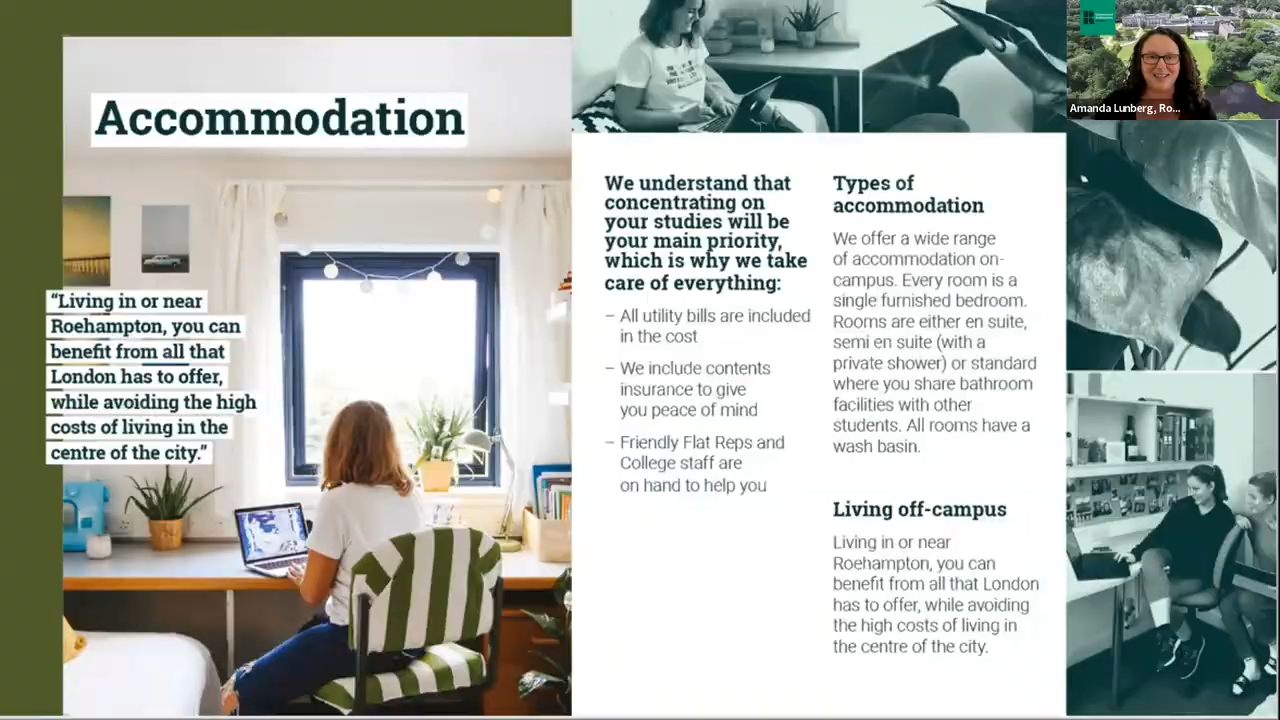 Accommodation
“Living in or near
Roehampton, you can
benefit from all that
London has to offer,
while avoiding the high
costs of living in the
centre of the city.”
We understand that
concentrating on
your studies will be
your main priority,
which is why we take
care of everything:
– All utility bills are included
in the cost
– We include contents
insurance to give
you peace of mind
– Friendly Flat Reps and
College staff are
on hand to help you
Types of
accommodation
We offer a wide range
of accommodation on-
campus. Every room is a
single furnished bedroom.
Rooms are either en suite,
semi en suite (with a
private shower) or standard
where you share bathroom
facilities with other
students. All rooms have a
wash basin.
Living off-campus
Living in or near
Roehampton, you can
benefit from all that London
has to offer, while avoiding
the high costs of living in
the centre of the city.
Amanda Lunberg, Ro...